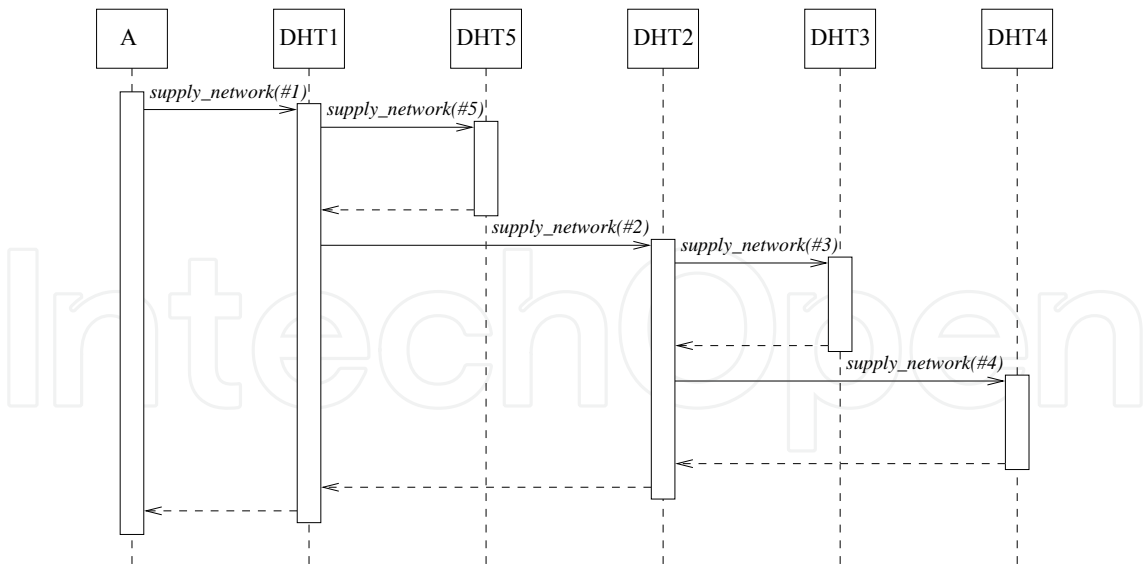 A DHT1 DHT5 DHT2 DHT3 DHT4
supply_network(#1)
supply_network(#5)
supply_network(#2)
supply_network(#3)
supply_network(#4)
IntechOpen